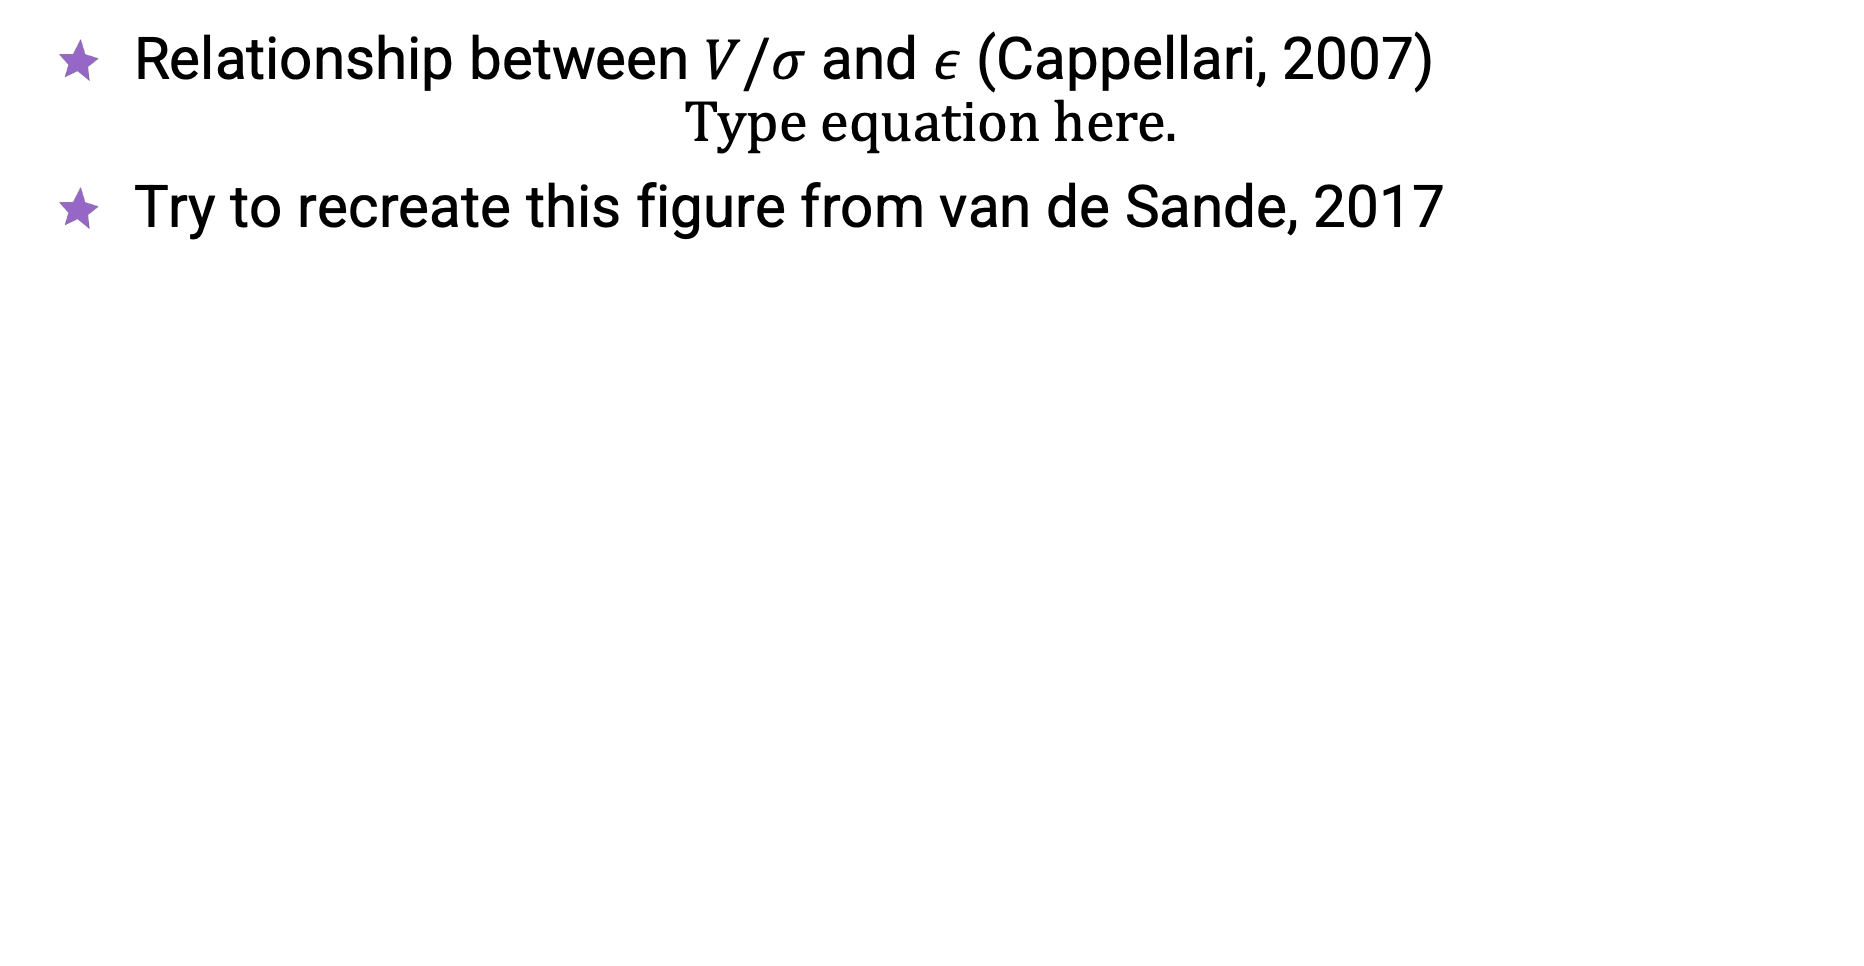 Relationship between 𝑉/𝜎 and 𝜖 (Cappellari, 2007)
Type equation here.
Try to recreate this figure from van de Sande, 2017